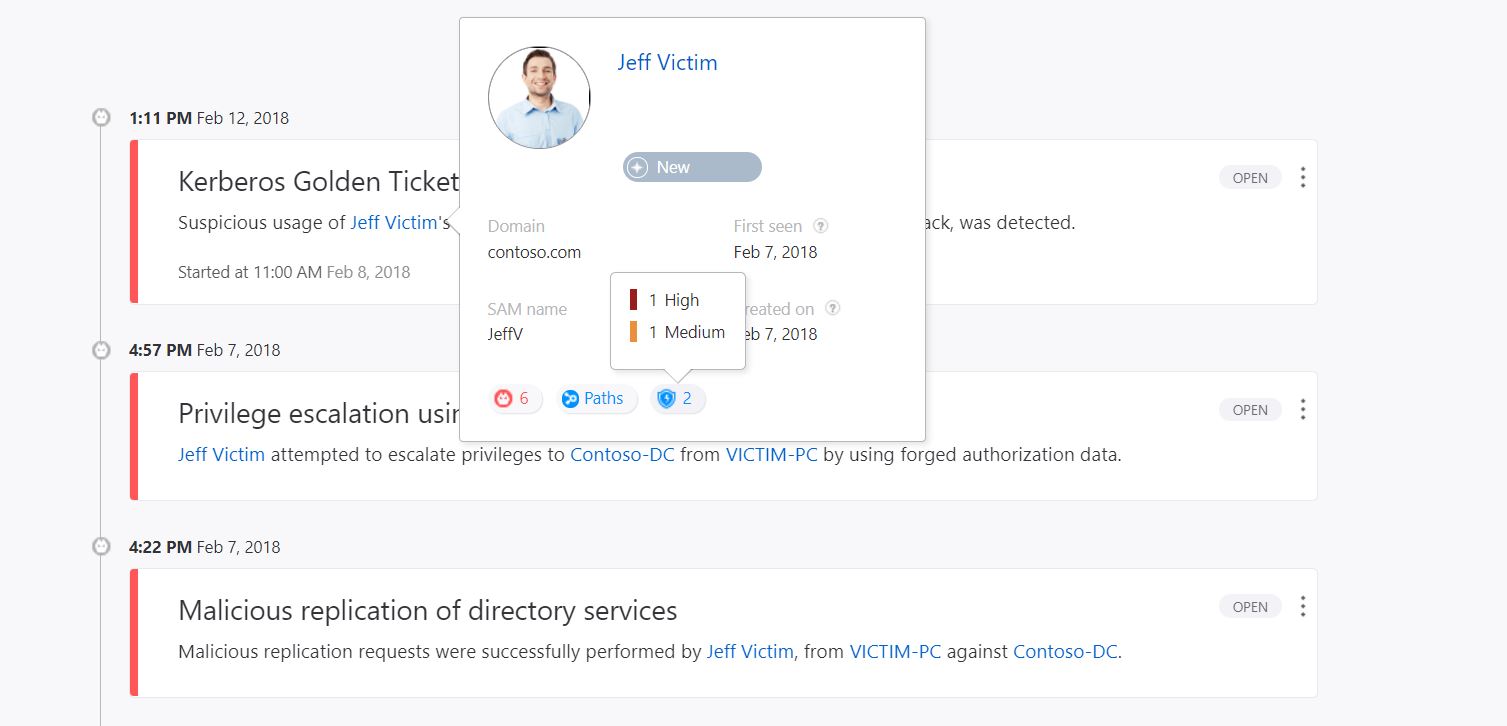 Jeff Victim
New
Domain
contoso.com
First seen ?
Feb 7, 2018
SAM name
JeffV
reated on ?
eb 7, 2018
1 High
1 Medium
6
Paths
2
1:11 PM Feb 12, 2018
Kerberos Golden Ticket
OPEN
Suspicious usage of Jeff Victim's
ack, was detected.
Started at 11:00 AM Feb 8, 2018
4:57 PM Feb 7, 2018
Privilege escalation usin
OPEN
Jeff Victim attempted to escalate privileges to Contoso-DC from VICTIM-PC by using forged authorization data.
4:22 PM Feb 7, 2018
Malicious replication of directory services
OPEN
Malicious replication requests were successfully performed by Jeff Victim, from VICTIM-PC against Contoso-DC.